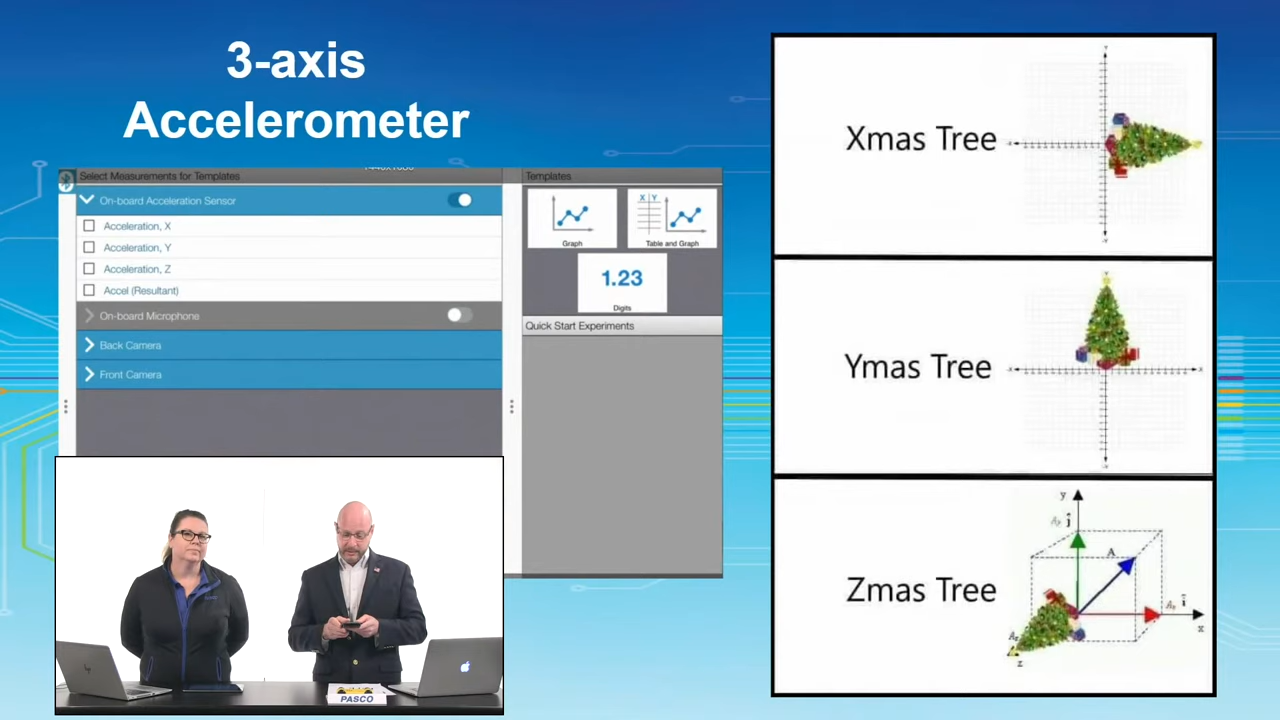 3-axis
Accelerometer
Select Measurements for Templates
On-board Acceleration Sensor
Acceleration, X
Acceleration, Y
Acceleration, Z
Accel (Resultant)
On-board Microphone
Back Camera
Front Camera
Templates
Graph
X Y
Table and Graph
1.23
Digits
Quick Start Experiments
PASCO
Xmas Tree
Ymas Tree
Zmas Tree
y
A
x
z